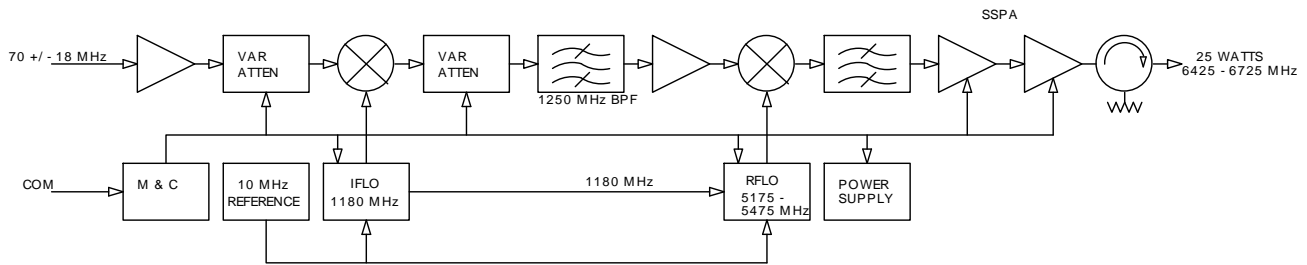 SSPA
70 +/- 18 MHz
VAR
ATTEN
VAR
ATTEN
1250 MHz BPF
25 WATTS
6425 - 6725 MHz
COM
M & C
10 MHz
REFERENCE
IFLO
1180 MHz
1180 MHz
RFLO
5175 -
5475 MHz
POWER
SUPPLY